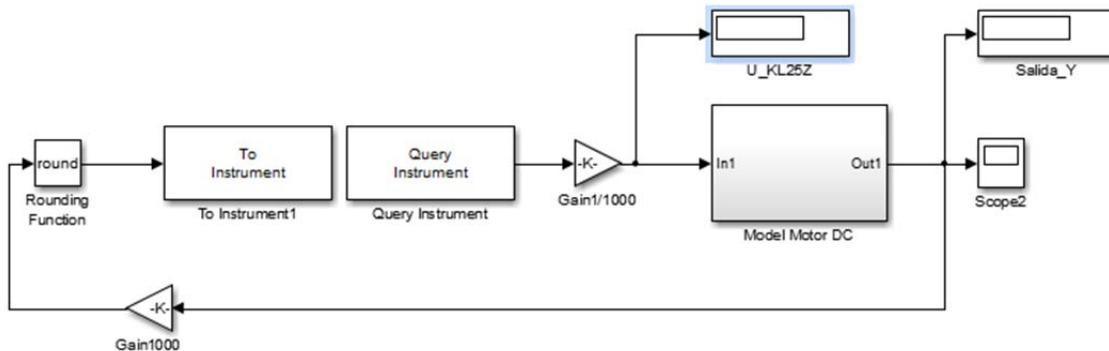 U_KL25Z
Salida_Y
round
Rounding
Function
To
Instrument
To Instrument1
Query
Instrument
Query Instrument
-K-
Gain1/1000
In1
Out1
Model Motor DC
Scope2
-K-
Gain1000